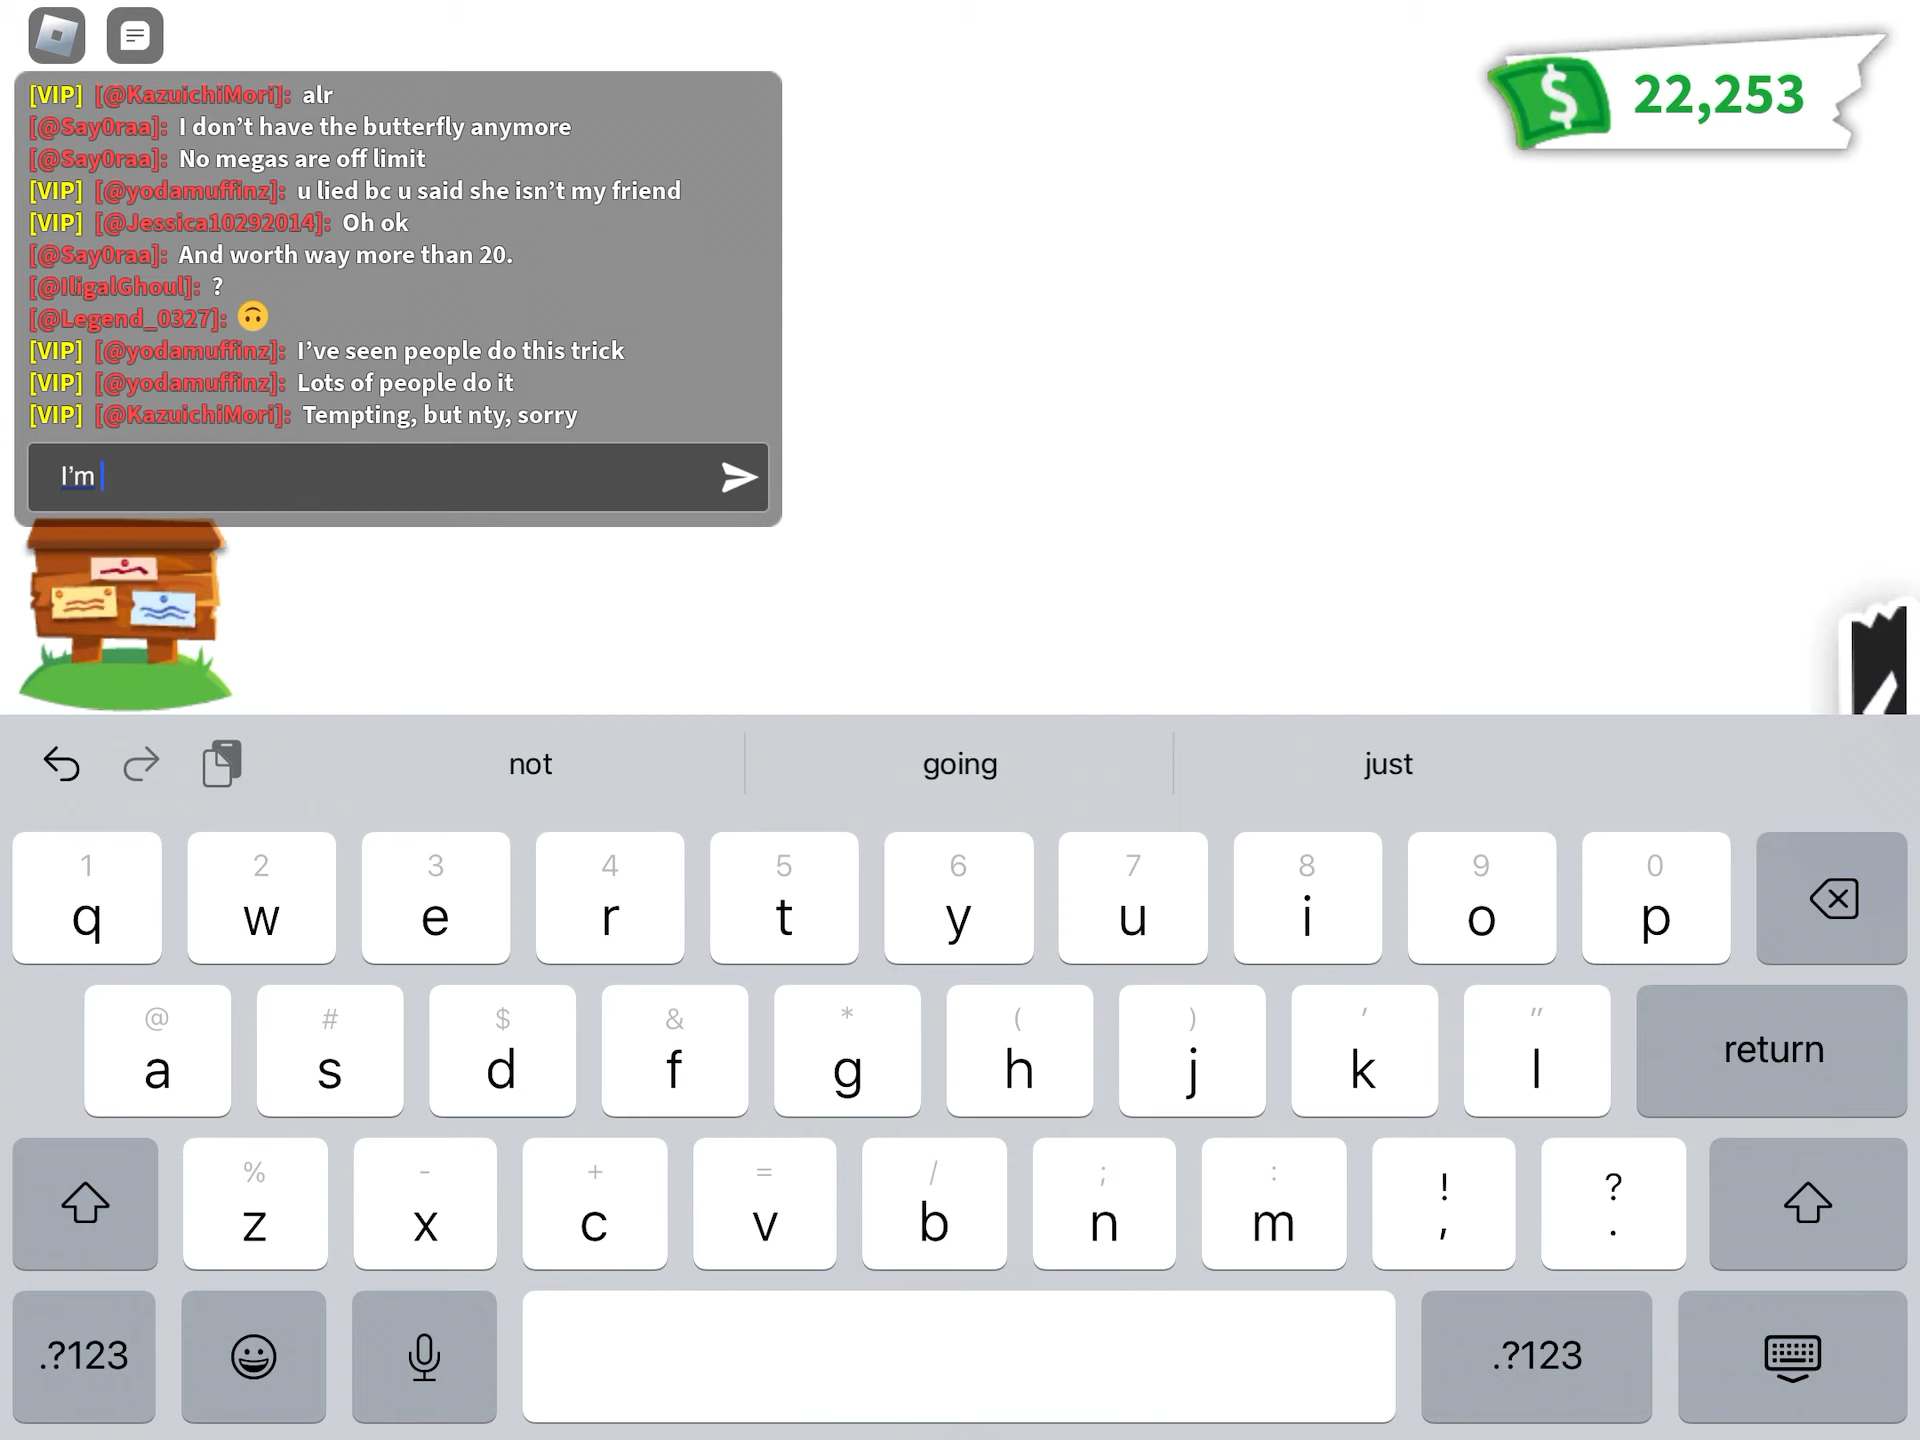 [VIP] [@KazuichiMori]: alr
[@Say0raa]: I don’t have the butterfly anymore
[@Say0raa]: No megas are off limit
[VIP] [@yodamuffinz]: u lied bc u said she isn’t my friend
[VIP] [@Jessica10292014]: Oh ok
[@Say0raa]: And worth way more than 20.
[@IligalGhoul]: ?
[@Legend_0327]: 🙃
[VIP] [@yodamuffinz]: I’ve seen people do this trick
[VIP] [@yodamuffinz]: Lots of people do it
[VIP] [@KazuichiMori]: Tempting, but nty, sorry
I’m
$ 22,253
not going just
1 2 3 4 5 6 7 8 9 0
q w e r t y u i o p
@ # $ & * ( ) ' "
a s d f g h j k l return
% - + = / ; : ! ?
z x c v b n m , .
.?123 .?123